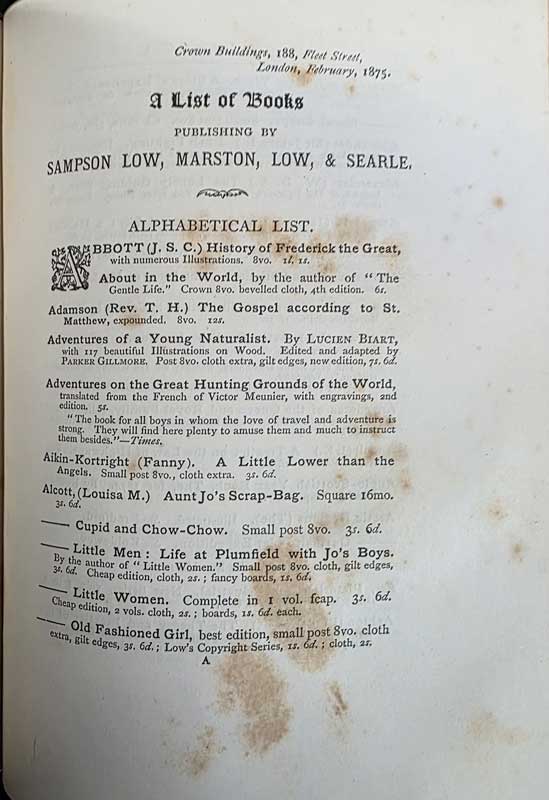 Crown Buildings, 188, Fleet Street,
London, February, 1875.
A List of Books
PUBLISHING BY
SAMPSON LOW, MARSTON, LOW, & SEARLE.
ALPHABETICAL LIST.
ABBOTT (J. S. C.) History of Frederick the Great,
with numerous Illustrations. 8vo. 1l. 1s.
About in the World, by the author of "The
Gentle Life." Crown 8vo. bevelled cloth, 4th edition. 6s.
Adamson (Rev. T. H.) The Gospel according to St.
Matthew, expounded. 8vo. 12s.
Adventures of a Young Naturalist. By LUCIEN BIART,
with 117 beautiful Illustrations on Wood. Edited and adapted by
PARKER GILLMORE. Post 8vo. cloth extra, gilt edges, new edition, 7s. 6d.
Adventures on the Great Hunting Grounds of the World,
translated from the French of Victor Meunier, with engravings, 2nd
edition. 5s.
"The book for all boys in whom the love of travel and adventure is
strong. They will find here plenty to amuse them and much to instruct
them besides."—Times.
Aikin-Kortright (Fanny). A Little Lower than the
Angels. Small post 8vo., cloth extra. 3s. 6d.
Alcott, (Louisa M.) Aunt Jo's Scrap-Bag. Square 16mo.
3s. 6d.
—— Cupid and Chow-Chow. Small post 8vo. 3s. 6d.
—— Little Men: Life at Plumfield with Jo's Boys.
By the author of "Little Women." Small post 8vo. cloth, gilt edges,
3s. 6d. Cheap edition, cloth, 2s.; fancy boards, 1s. 6d.
—— Little Women. Complete in 1 vol. fcap. 3s. 6d.
Cheap edition, 2 vols. cloth, 2s.; boards, 1s. 6d. each.
—— Old Fashioned Girl, best edition, small post 8vo. cloth
extra, gilt edges, 3s. 6d.; Low's Copyright Series, 1s. 6d.; cloth, 2s.
A